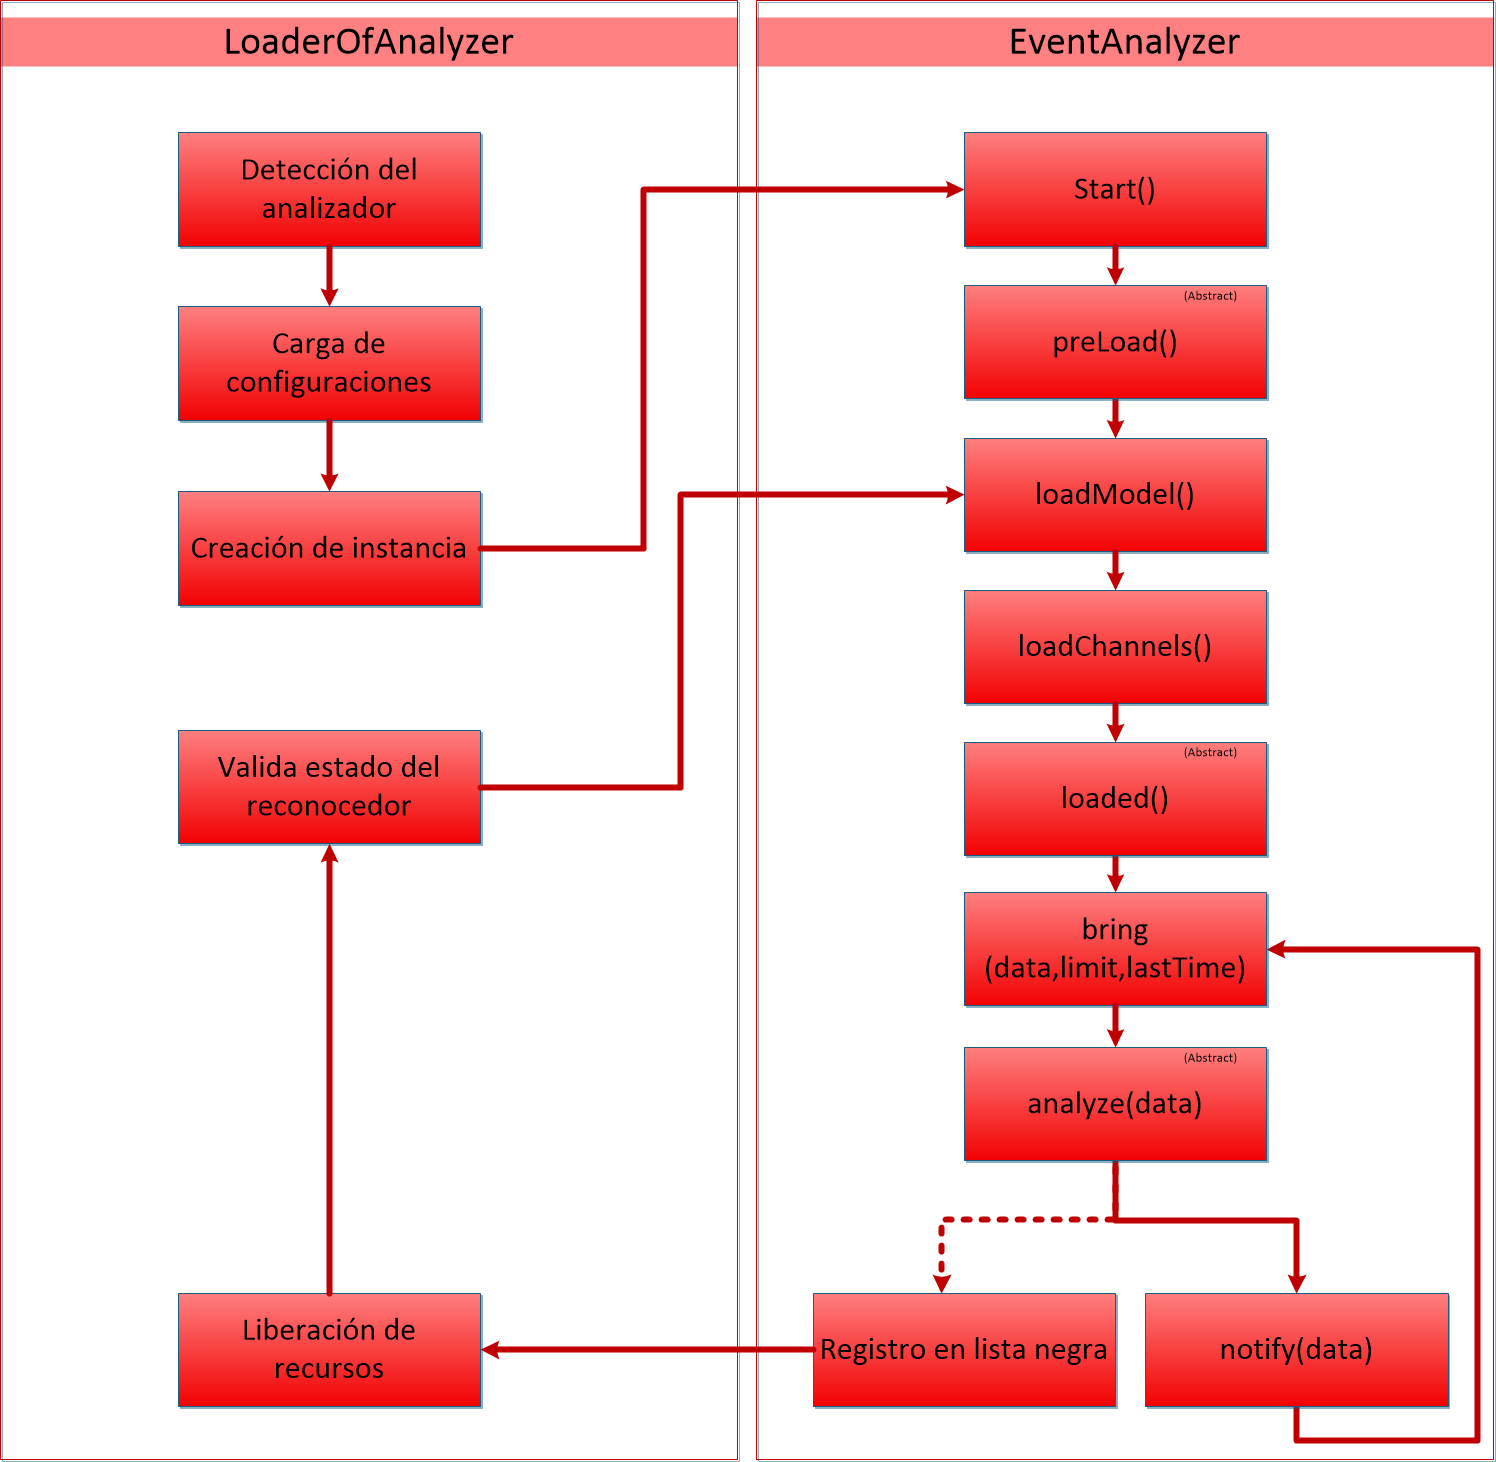 LoaderOfAnalyzer
Detección del
analizador
Carga de
configuraciones
Creación de instancia
Valida estado del
reconocedor
Liberación de
recursos
EventAnalyzer
Start()
(Abstract)
preLoad()
loadModel()
loadChannels()
(Abstract)
loaded()
bring
(data,limit,lastTime)
(Abstract)
analyze(data)
Registro en lista negra
notify(data)